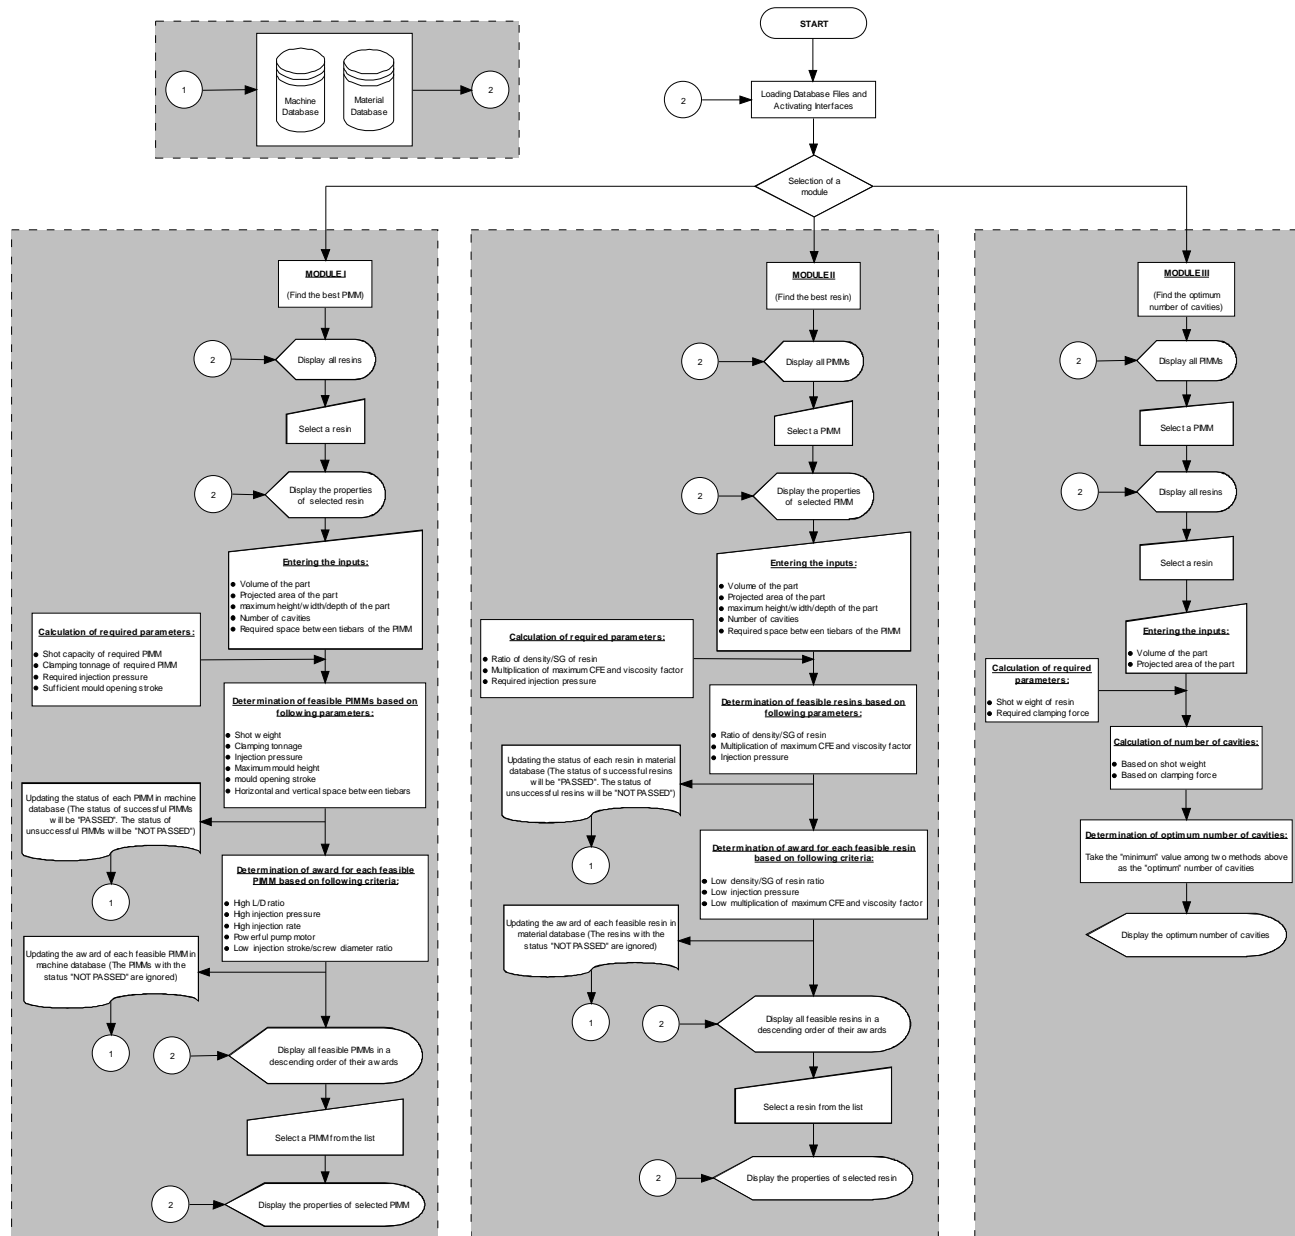 START
1
Machine
Database
Material
Database
2
2
Loading Database Files and
Activating Interfaces
Selection of a
module
MODULE I
(Find the best PIMM)
2
Display all resins
Select a resin
2
Display the properties
of selected resin
Entering the inputs:
● Volume of the part
● Projected area of the part
● maximum height/width/depth of the part
● Number of cavities
● Required space between tiebars of the PIMM
Calculation of required parameters:
● Shot capacity of required PIMM
● Clamping tonnage of required PIMM
● Required injection pressure
● Sufficient mould opening stroke
Determination of feasible PIMMs based on
following parameters:
● Shot weight
● Clamping tonnage
● Injection pressure
● Maximum mould height
● mould opening stroke
● Horizontal and vertical space between tiebars
Updating the status of each PIMM in machine
database (The status of successful PIMMs
will be "PASSED". The status of
unsuccessful PIMMs will be "NOT PASSED")
1
Determination of award for each feasible
PIMM based on following criteria:
● High L/D ratio
● High injection pressure
● High injection rate
● Powerful pump motor
● Low injection stroke/screw diameter ratio
Updating the award of each feasible PIMM in
machine database (The PIMMs with the
status "NOT PASSED" are ignored)
1
2
Display all feasible PIMMs in a
descending order of their awards
Select a PIMM from the list
2
Display the properties of selected PIMM
MODULE II
(Find the best resin)
2
Display all PIMMs
Select a PIMM
2
Display the properties
of selected PIMM
Entering the inputs:
● Volume of the part
● Projected area of the part
● maximum height/width/depth of the part
● Number of cavities
● Required space between tiebars of the PIMM
Calculation of required parameters:
● Ratio of density/SG of resin
● Multiplication of maximum CFE and viscosity factor
● Required injection pressure
Determination of feasible resins based on
following parameters:
● Ratio of density/SG of resin
● Multiplication of maximum CFE and viscosity factor
● Injection pressure
Updating the status of each resin in material
database (The status of successful resins
will be "PASSED". The status of
unsuccessful resins will be "NOT PASSED")
1
Determination of award for each feasible resin
based on following criteria:
● Low density/SG of resin ratio
● Low injection pressure
● Low multiplication of maximum CFE and viscosity factor
Updating the award of each feasible resin in
material database (The resins with the
status "NOT PASSED" are ignored)
1
2
Display all feasible resins in a
descending order of their awards
Select a resin from the list
2
Display the properties of selected resin
MODULE III
(Find the optimum
number of cavities)
2
Display all PIMMs
Select a PIMM
2
Display all resins
Select a resin
Entering the inputs:
● Volume of the part
● Projected area of the part
Calculation of required
parameters:
● Shot weight of resin
● Required clamping force
Calculation of number of cavities:
● Based on shot weight
● Based on clamping force
Determination of optimum number of cavities:
Take the "minimum" value among two methods above
as the "optimum" number of cavities
Display the optimum number of cavities